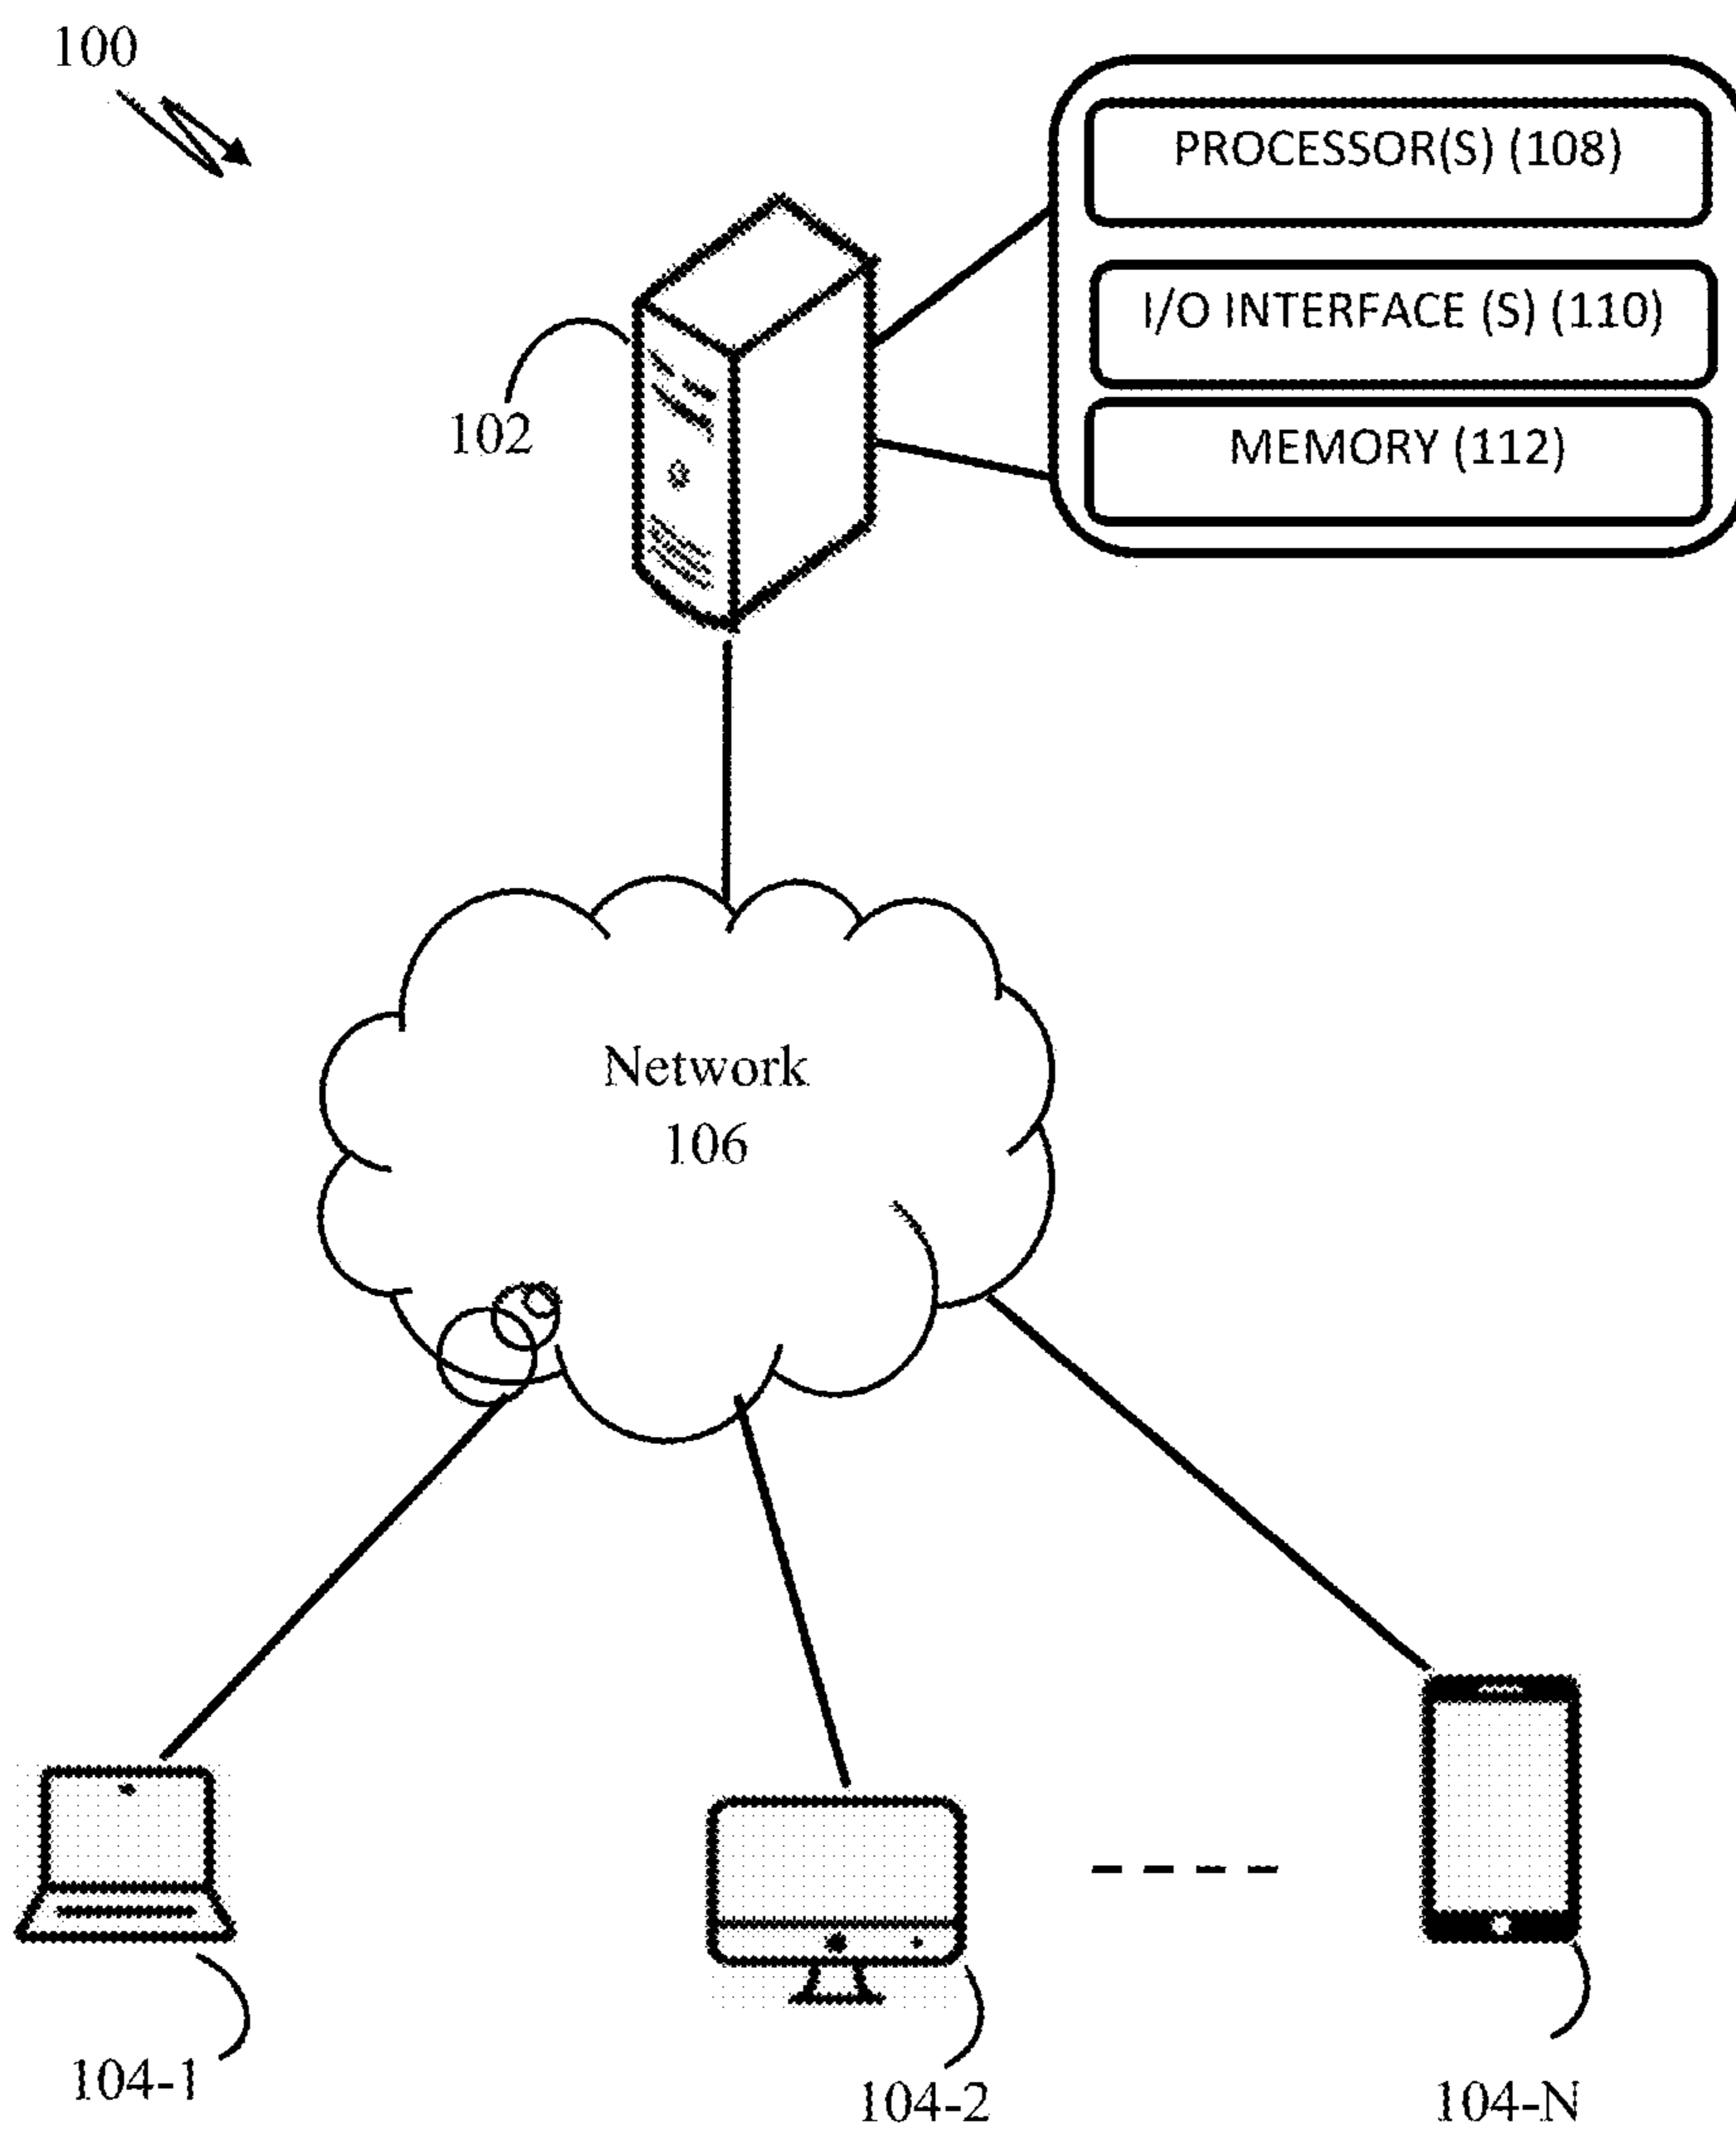 100
PROCESSOR(S) (108)
I/O INTERFACE (S) (110)
MEMORY (112)
102
Network
106
104-1
104-2
104-N